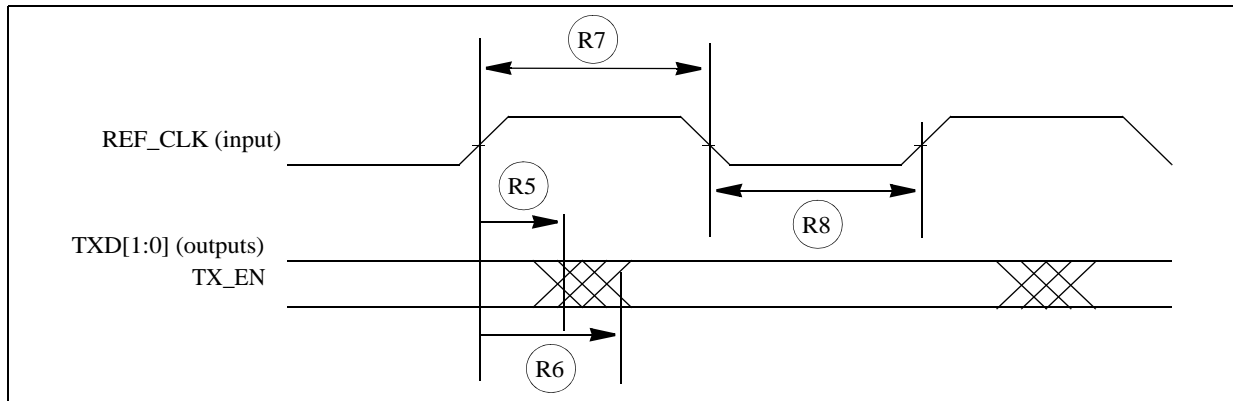 R7
REF_CLK (input)
R5
R8
TXD[1:0] (outputs)
TX_EN
R6